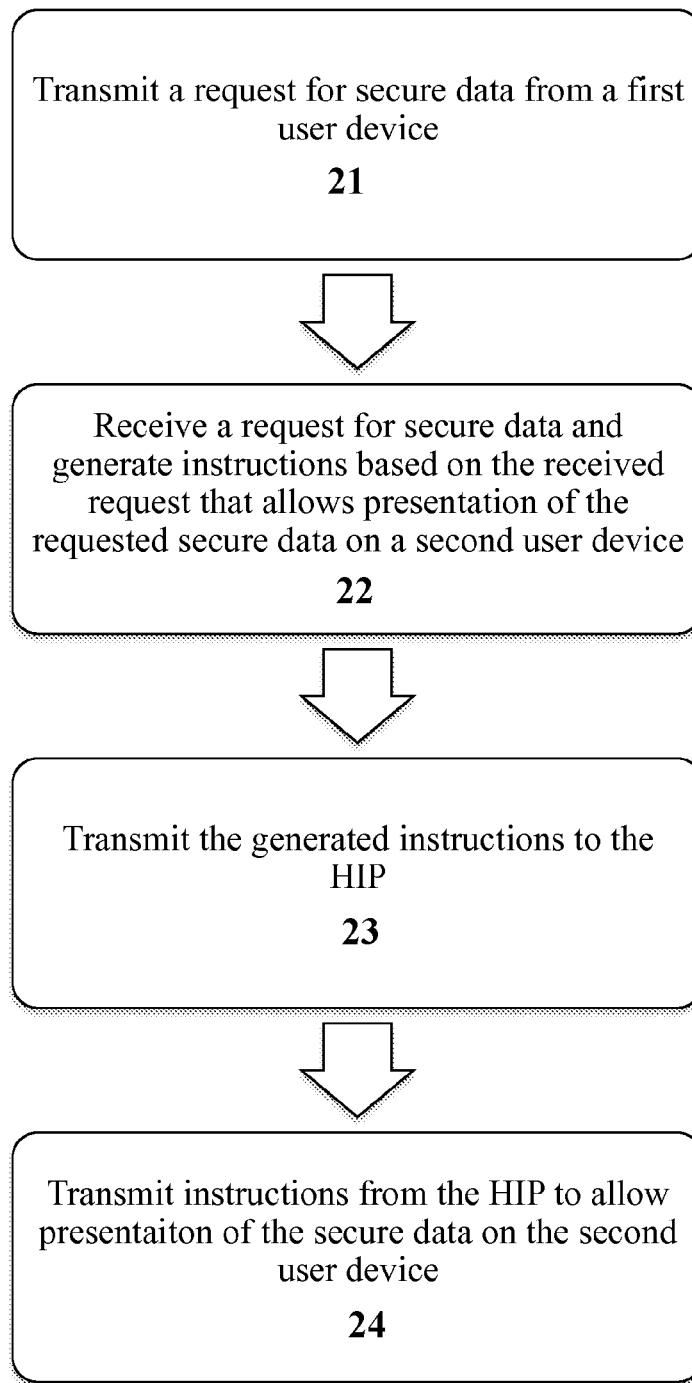 Transmit a request for secure data from a first
user device
21
Receive a request for secure data and
generate instructions based on the received
request that allows presentation of the
requested secure data on a second user device
22
Transmit the generated instructions to the
HIP
23
Transmit instructions from the HIP to allow
presentaiton of the secure data on the second
user device
24